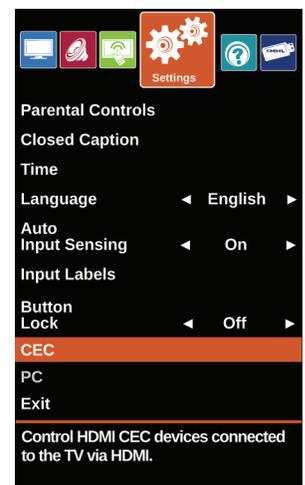 Settings
Parental Controls
Closed Caption
Time
Language ◄ English ►
Auto
Input Sensing ◄ On ►
Input Labels
Button
Lock ◄ Off ►
CEC
PC
Exit
Control HDMI CEC devices connected
to the TV via HDMI.